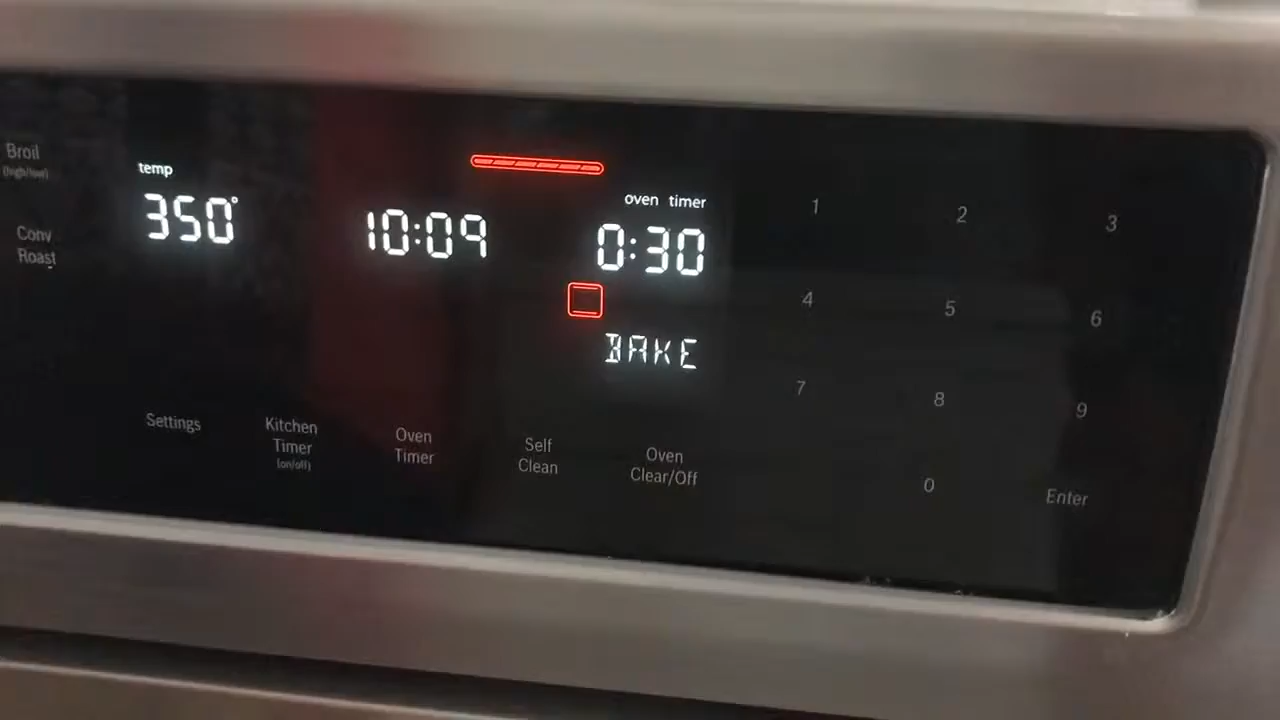 Broil
(high/low)
Conv
Roast
temp
350°
10:09
oven timer
0:30
BAKE
Settings
Kitchen
Timer
(on/off)
Oven
Timer
Self
Clean
Oven
Clear/Off
1 2 3
4 5 6
7 8 9
0 Enter